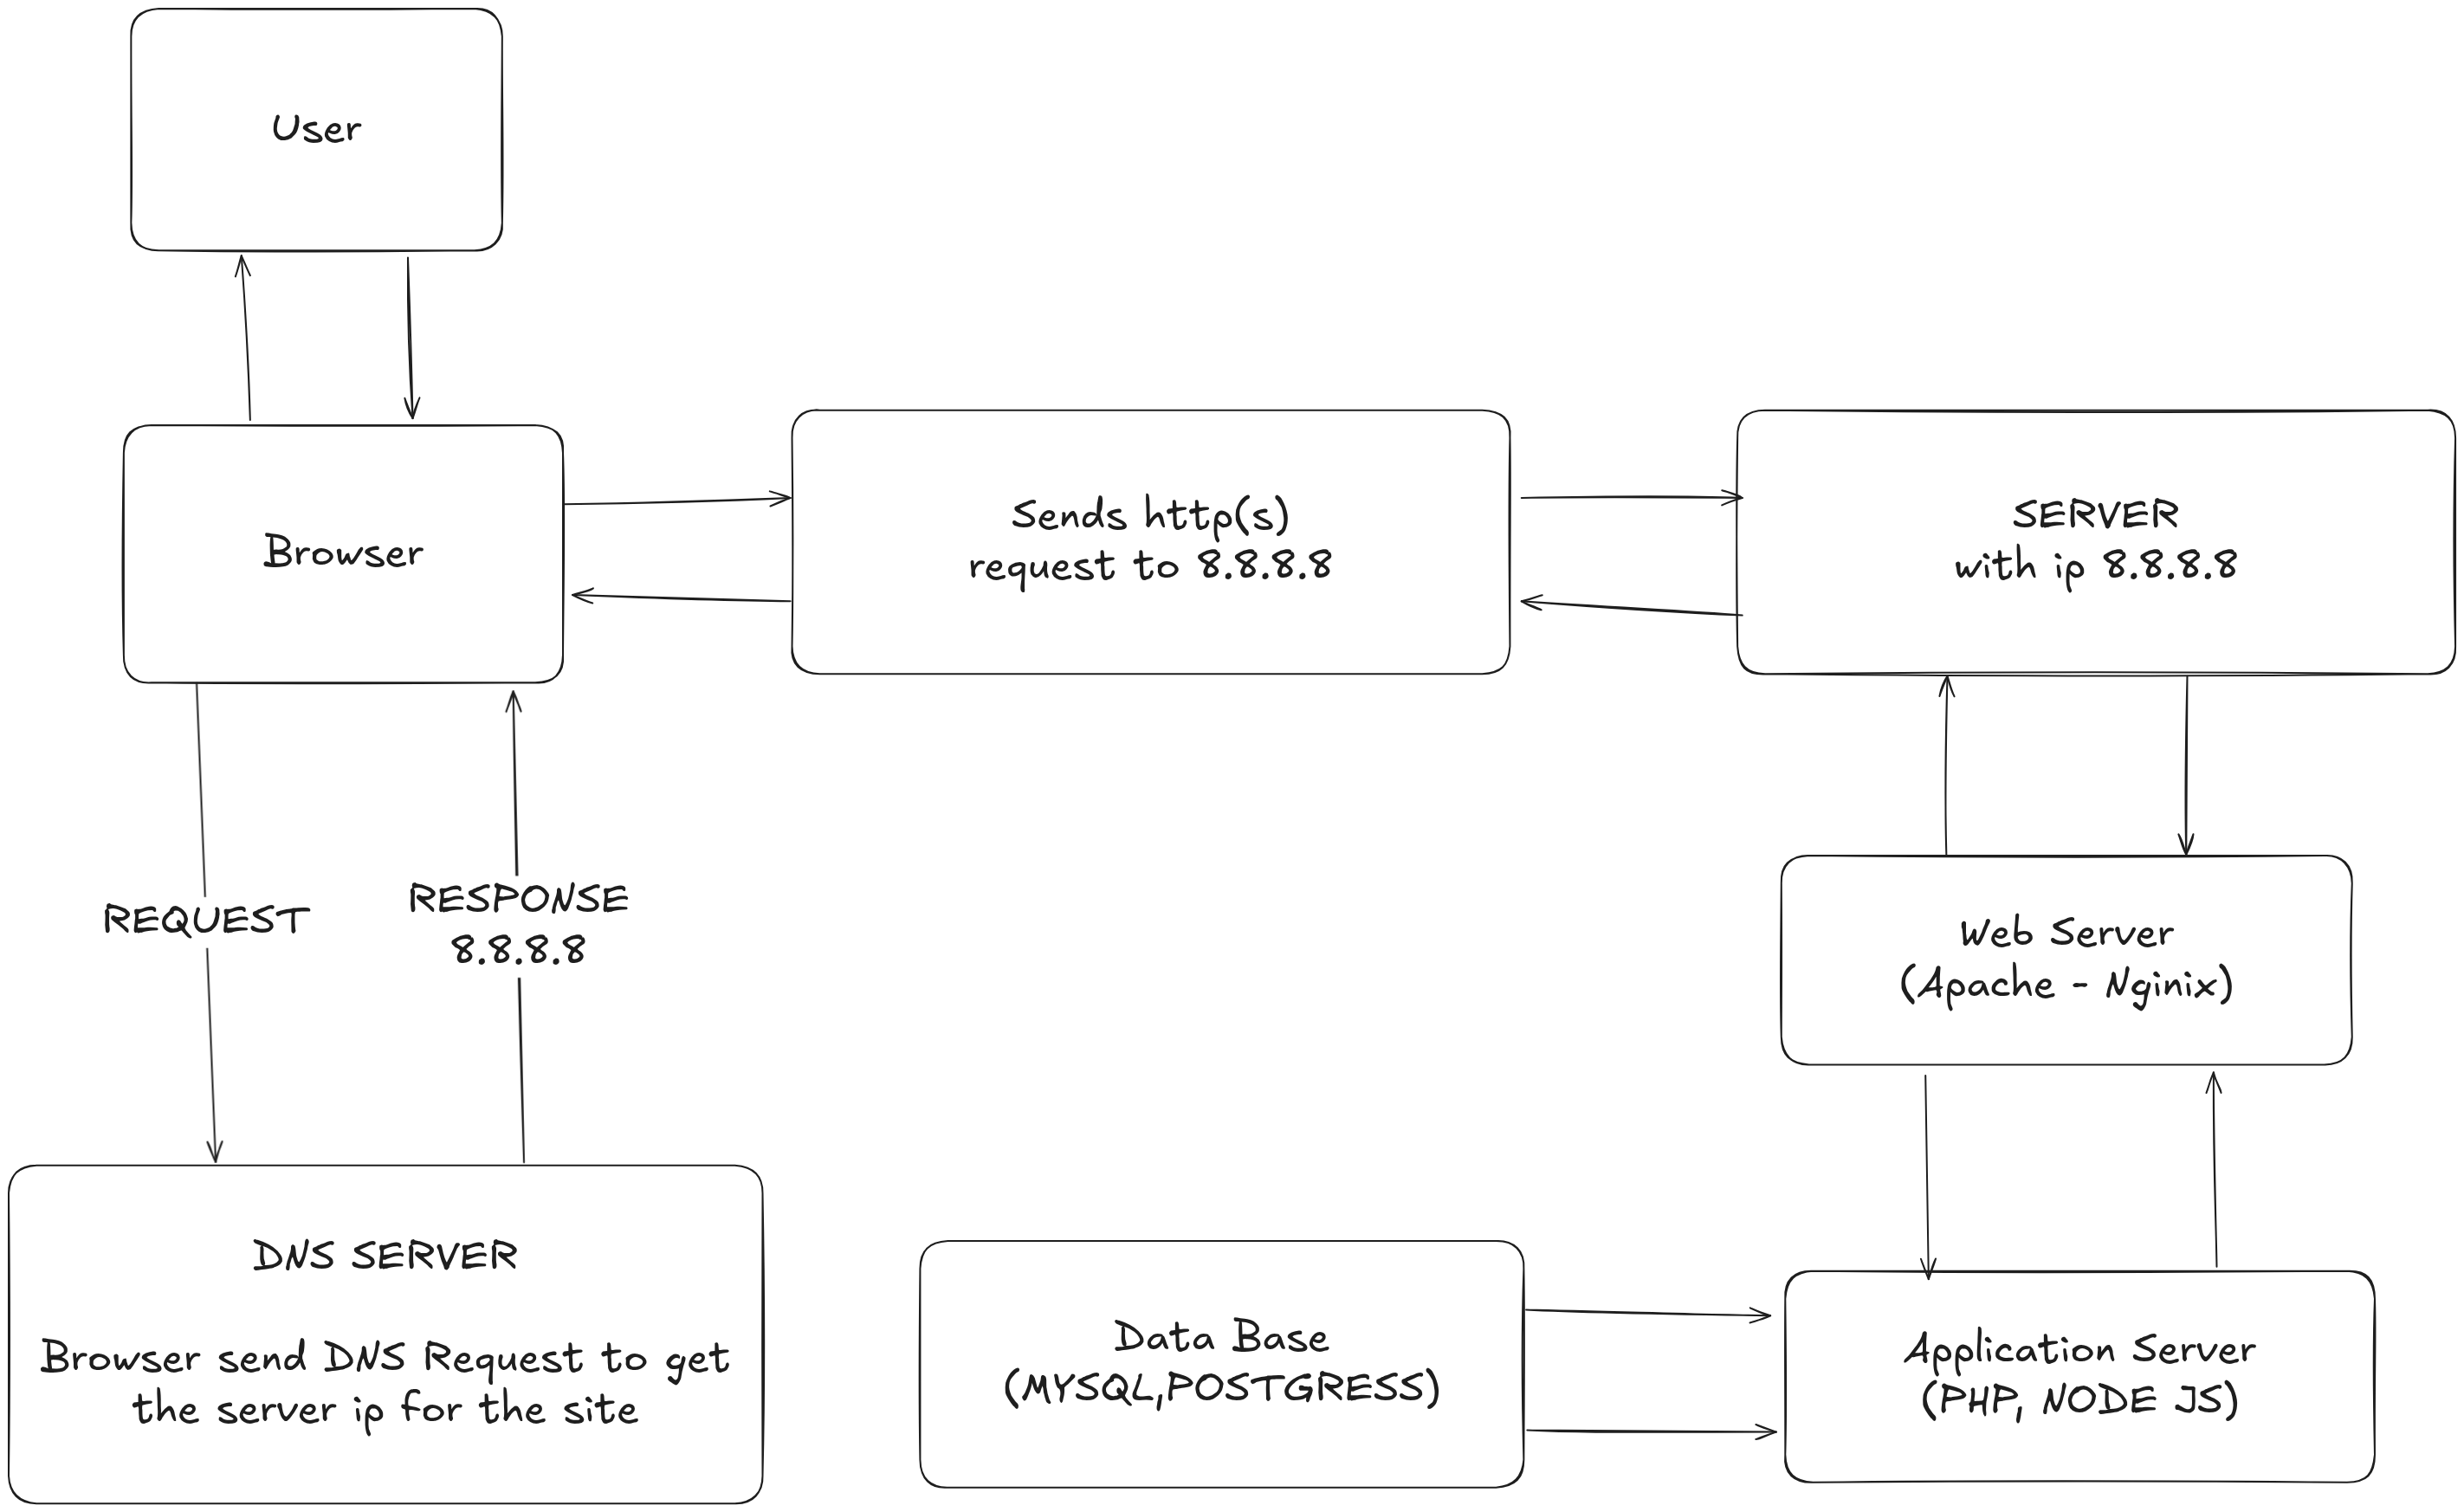 User
Browser
Sends http(s)
request to 8.8.8.8
SERVER
with ip 8.8.8.8
REQUEST
RESPONSE
8.8.8.8
Web Server
(Apache - Nginix)
DNS SERVER
Browser send DNS Request to get
the server ip for the site
Data Base
(MYSQL,POSTGRESS)
Application Server
(PHP, NODE JS)